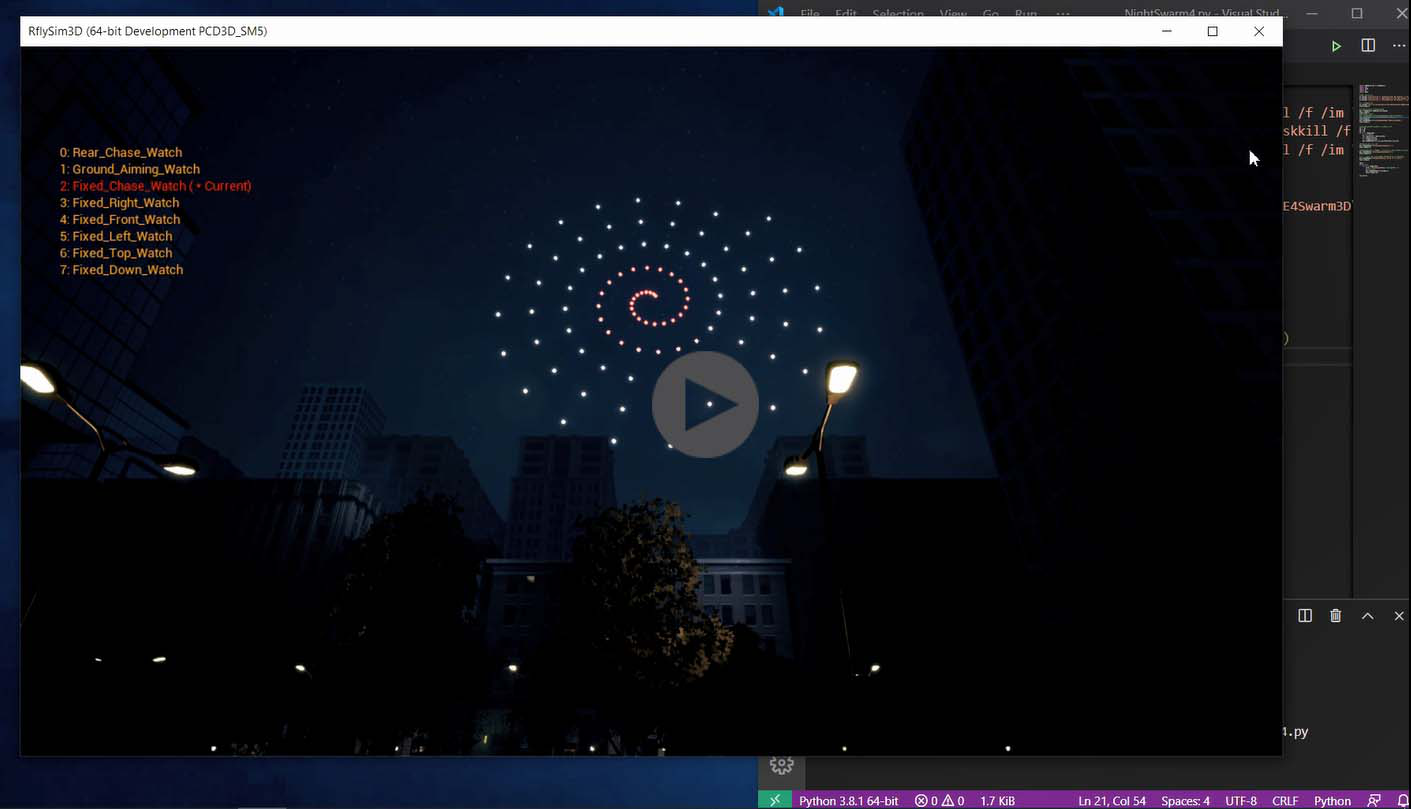 File Edit Selection View Go Run ... NightSwarm4.py - Visual Stud...
RflySim3D (64-bit Development PCD3D_SM5)
0: Rear_Chase_Watch
1: Ground_Aiming_Watch
2: Fixed_Chase_Watch ( * Current)
3: Fixed_Right_Watch
4: Fixed_Front_Watch
5: Fixed_Left_Watch
6: Fixed_Top_Watch
7: Fixed_Down_Watch
l /f /im
skkill /f
l /f /im
E4Swarm3D
)
4.py
Python 3.8.1 64-bit 0 0 1.7 KiB Ln 21, Col 54 Spaces: 4 UTF-8 CRLF Python